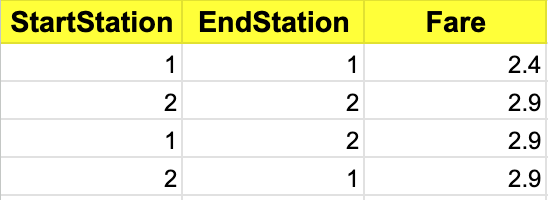 StartStation EndStation Fare
1 1 2.4
2 2 2.9
1 2 2.9
2 1 2.9